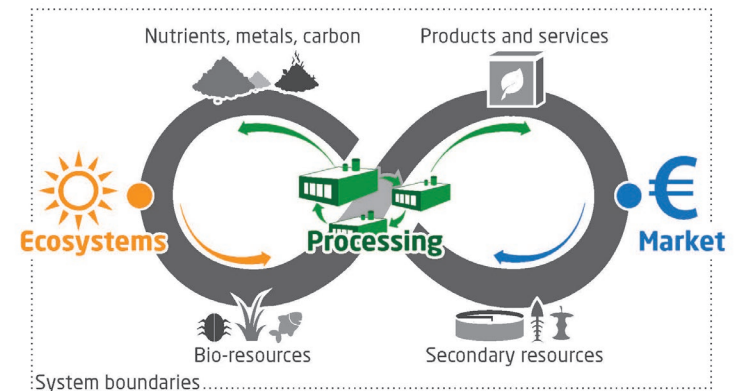 Nutrients, metals, carbon
Products and services
€
Ecosystems
Processing
Market
Bio-resources
Secondary resources
System boundaries